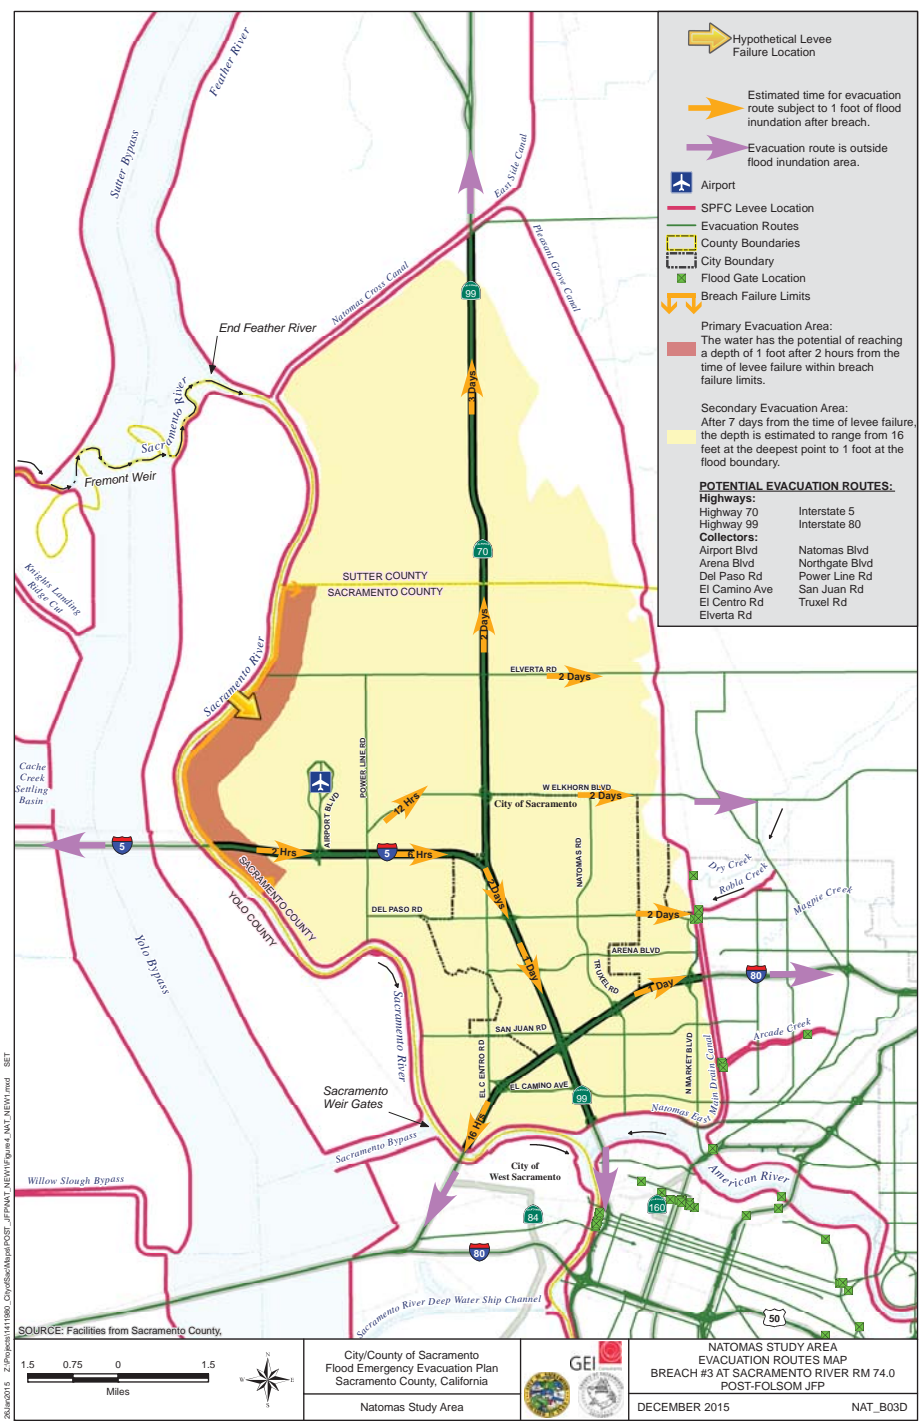 Hypothetical Levee
Failure Location
Estimated time for evacuation
route subject to 1 foot of flood
inundation after breach.
Evacuation route is outside
flood inundation area.
Airport
SPFC Levee Location
Evacuation Routes
County Boundaries
City Boundary
Flood Gate Location
Breach Failure Limits
Primary Evacuation Area:
The water has the potential of reaching
a depth of 1 foot after 2 hours from the
time of levee failure within breach
failure limits.
Secondary Evacuation Area:
After 7 days from the time of levee failure,
the depth is estimated to range from 16
feet at the deepest point to 1 foot at the
flood boundary.
POTENTIAL EVACUATION ROUTES:
Highways:
Highway 70 Interstate 5
Highway 99 Interstate 80
Collectors:
Airport Blvd Natomas Blvd
Arena Blvd Northgate Blvd
Del Paso Rd Power Line Rd
El Camino Ave San Juan Rd
El Centro Rd Truxel Rd
Elverta Rd
Feather River
Sutter Bypass
East Side Canal
Pleasant Grove Canal
Natomas Cross Canal
99
End Feather River
3 Days
Sacramento River
Fremont Weir
70
Knights Landing
Ridge Cut
SUTTER COUNTY
SACRAMENTO COUNTY
2 Days
Sacramento River
ELVERTA RD
2 Days
Cache
Creek
Settling
Basin
POWER LINE RD
AIRPORT BLVD
12 Hrs
W ELKHORN BLVD
2 Days
City of Sacramento
5
2 Hrs
5
6 Hrs
NATOMAS RD
Dry Creek
Robla Creek
Magpie Creek
SACRAMENTO COUNTY
YOLO COUNTY
2 Days
DEL PASO RD
2 Days
Yolo Bypass
ARENA BLVD
1 Day
TRUXEL RD
1 Day
80
Sacramento River
SAN JUAN RD
Arcade Creek
EL C ENTRO RD
N MARKET BLVD
EL CAMINO AVE
99
Natomas East Main Drain Canal
Sacramento
Weir Gates
16 Hrs
Sacramento Bypass
City of
West Sacramento
American River
Willow Slough Bypass
84
160
80
Sacramento River Deep Water Ship Channel
50
SOURCE: Facilities from Sacramento County,
1.5 0.75 0 1.5
Miles
N
W E
S
City/County of Sacramento
Flood Emergency Evacuation Plan
Sacramento County, California
Natomas Study Area
GEI
NATOMAS STUDY AREA
EVACUATION ROUTES MAP
BREACH #3 AT SACRAMENTO RIVER RM 74.0
POST-FOLSOM JFP
DECEMBER 2015 NAT_B03D